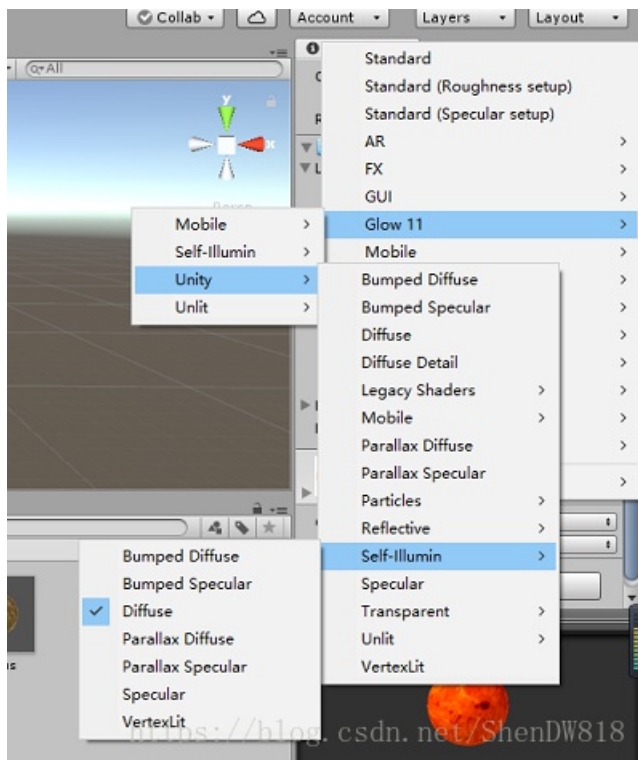 Collab
Account
Layers
Layout
All
y
x
Persp
Standard
Standard (Roughness setup)
Standard (Specular setup)
AR
FX
GUI
Glow 11
Mobile
Mobile
Self-Illumin
Unity
Unlit
Bumped Diffuse
Bumped Specular
Diffuse
Diffuse Detail
Legacy Shaders
Mobile
Parallax Diffuse
Parallax Specular
Particles
Reflective
Self-Illumin
Specular
Transparent
Unlit
VertexLit
Bumped Diffuse
Bumped Specular
Diffuse
Parallax Diffuse
Parallax Specular
Specular
VertexLit
https://blog.csdn.net/ShenDW818